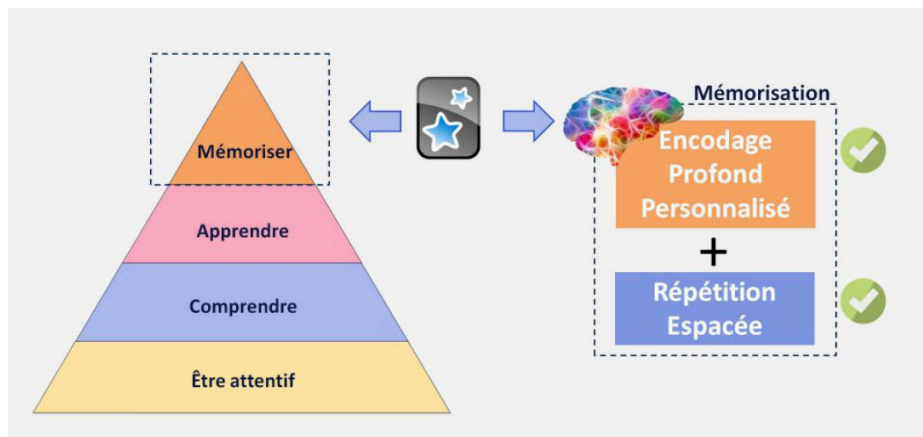 Mémoriser
Apprendre
Comprendre
Être attentif
Mémorisation
Encodage
Profond
Personnalisé
+
Répétition
Espacée